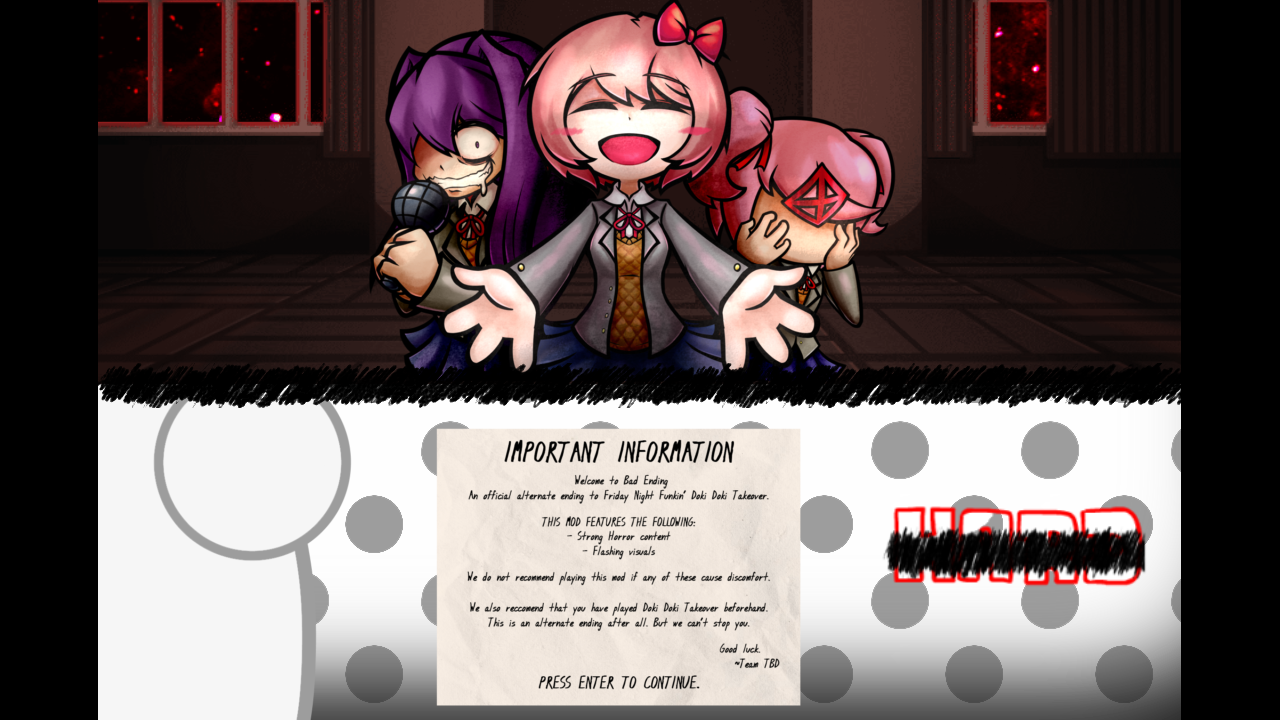 IMPORTANT INFORMATION
Welcome to Bad Ending
An official alternate ending to Friday Night Funkin' Doki Doki Takeover.
THIS MOD FEATURES THE FOLLOWING:
- Strong Horror content
- Flashing visuals
We do not recommend playing this mod if any of these cause discomfort.
We also reccomend that you have played Doki Doki Takeover beforehand.
This is an alternate ending after all. But we can't stop you.
Good luck.
~Team TBD
PRESS ENTER TO CONTINUE.
HARD